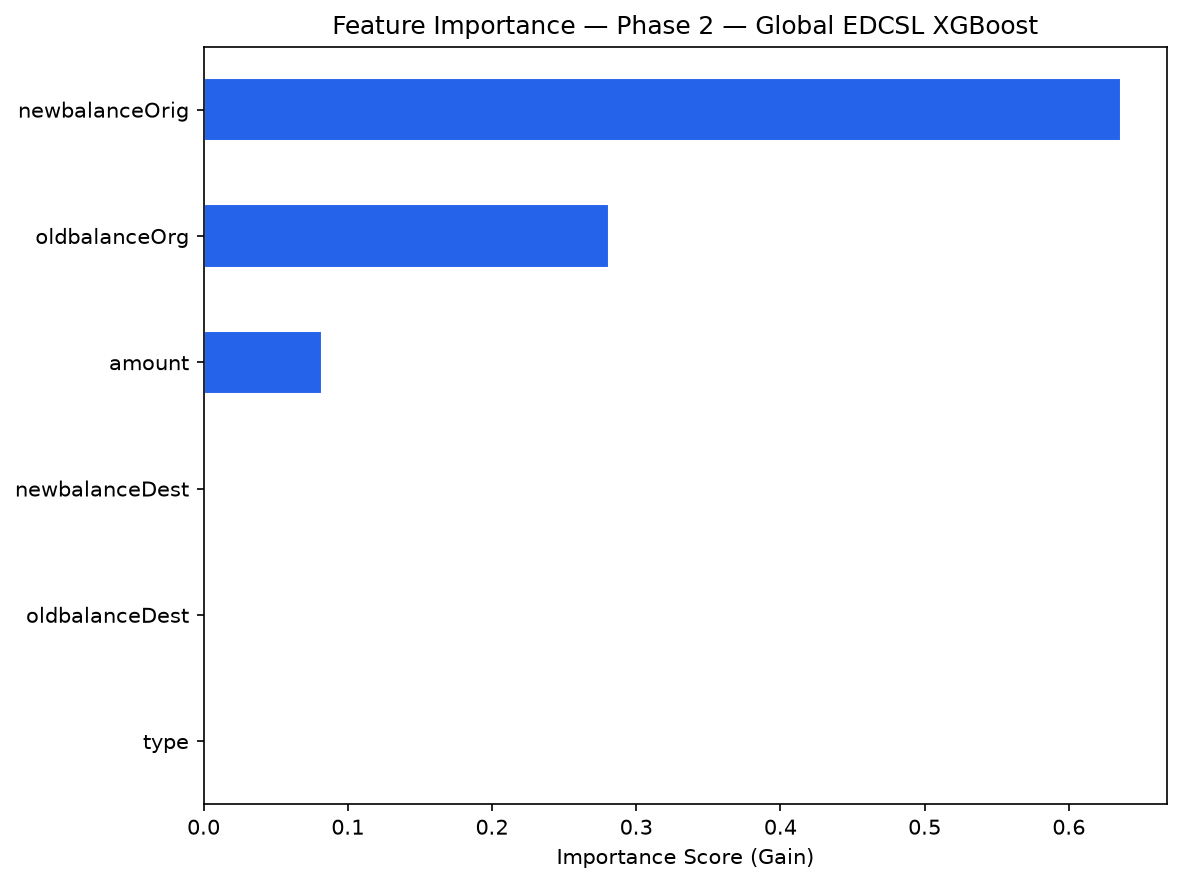 Feature Importance — Phase 2 — Global EDCSL XGBoost
newbalanceOrig
oldbalanceOrg
amount
newbalanceDest
oldbalanceDest
type
0.0 0.1 0.2 0.3 0.4 0.5 0.6
Importance Score (Gain)